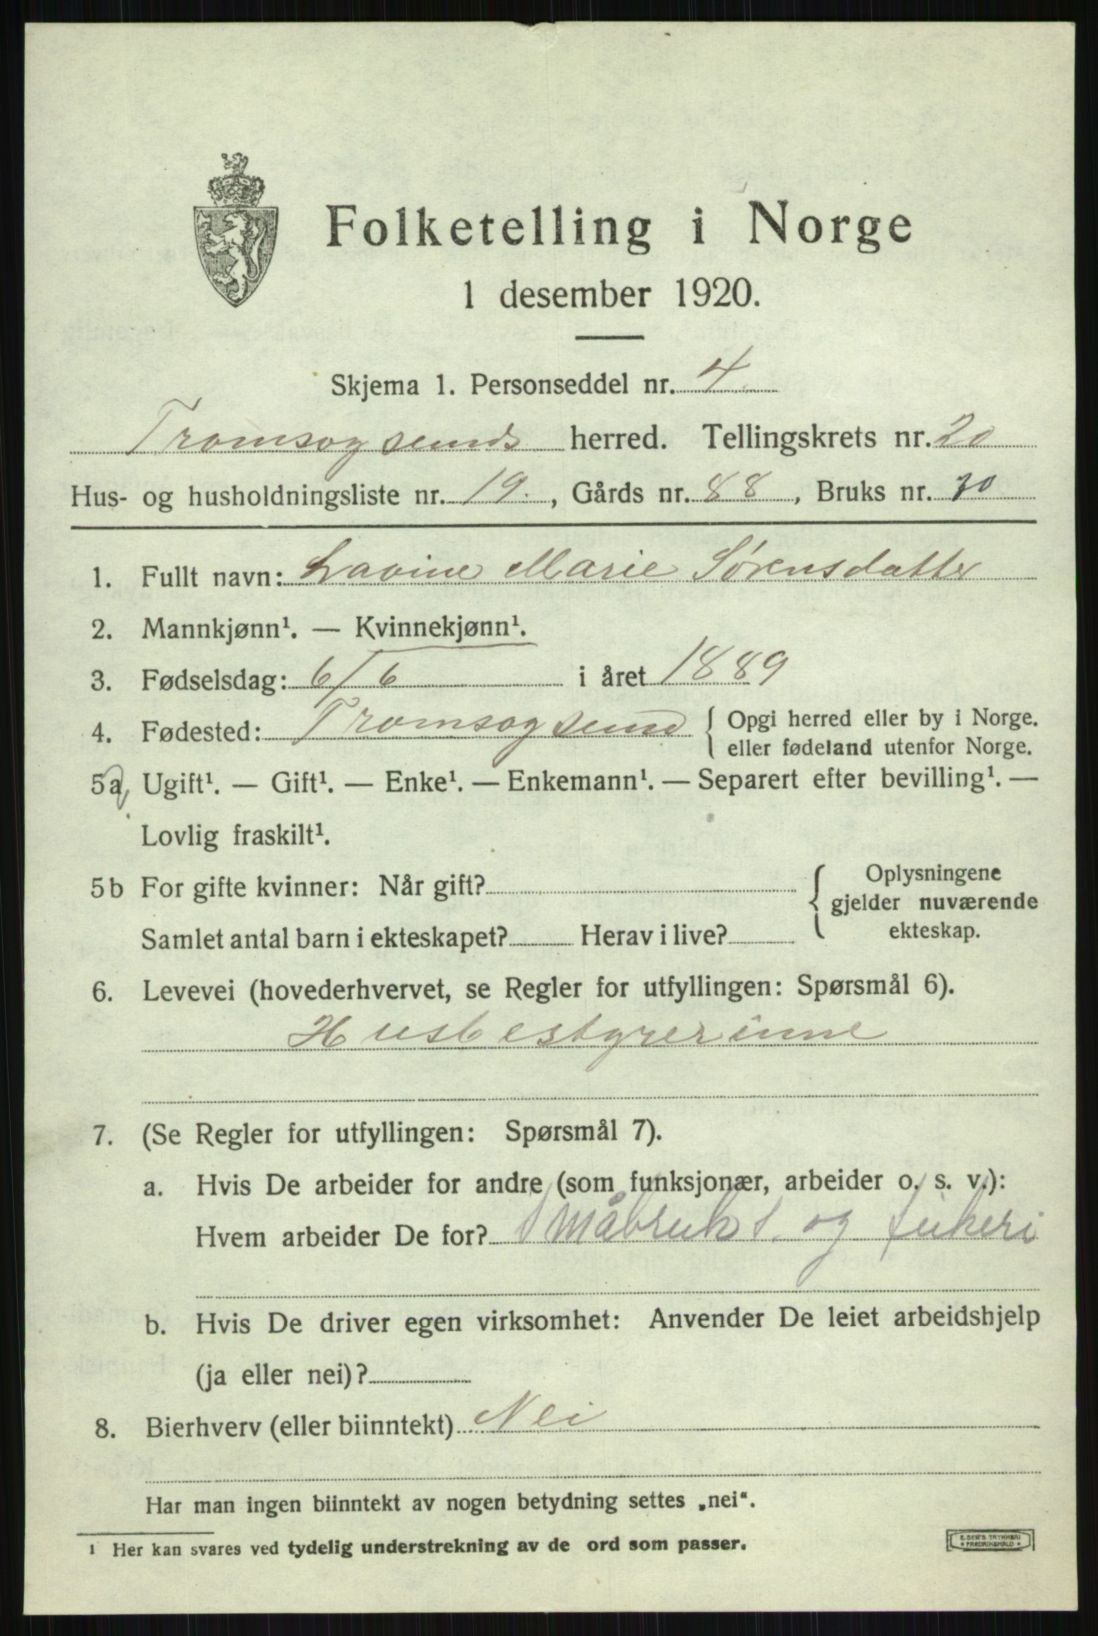 Folketelling i Norge
1 desember 1920.
Skjema 1. Personseddel nr. 4
Tromsøysunds herred. Tellingskrets nr. 20
Hus- og husholdningsliste nr. 19. , Gårds nr. 88 , Bruks nr. 30
1. Fullt navn: Lavine Marie Sørensdatter
2. Mannkjønn¹. — Kvinnekjønn¹.
3. Fødselsdag: 6/6 i året 1889
4. Fødested: Tromsøysund { Opgi herred eller by i Norge.
eller fødeland utenfor Norge.
5a Ugift¹. — Gift¹. — Enke¹. — Enkemann¹. — Separert efter bevilling¹. —
Lovlig fraskilt¹.
5b For gifte kvinner: Når gift? { Oplysningene
gjelder nuværende
Samlet antal barn i ekteskapet? Herav i live? ekteskap.
6. Levevei (hovederhvervet, se Regler for utfyllingen: Spørsmål 6).
Husbestyrerinne
7. (Se Regler for utfyllingen: Spørsmål 7).
a. Hvis De arbeider for andre (som funksjonær, arbeider o. s. v.):
Hvem arbeider De for? Småbruk og fiskeri
b. Hvis De driver egen virksomhet: Anvender De leiet arbeidshjelp
(ja eller nei)?
8. Bierhverv (eller biinntekt) Nei
Har man ingen biinntekt av nogen betydning settes „nei“.
¹ Her kan svares ved tydelig understrekning av de ord som passer.